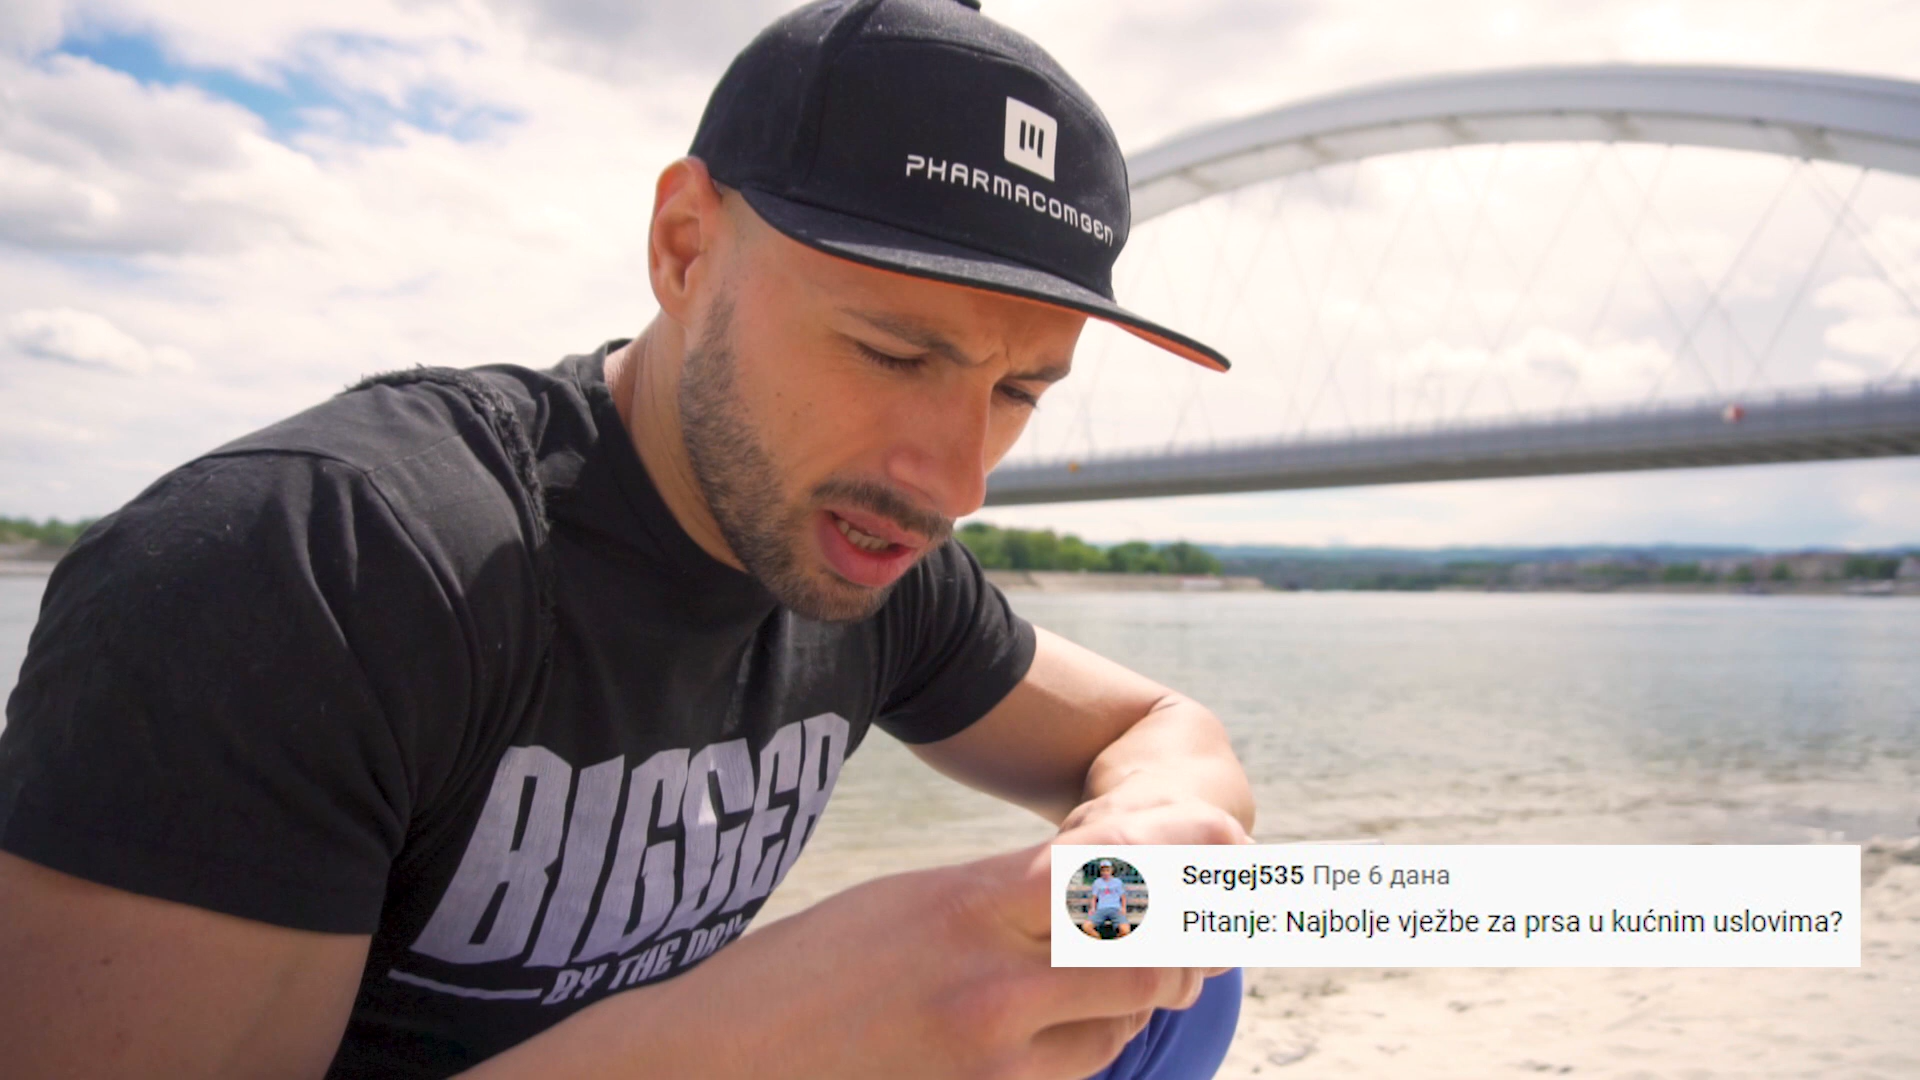 PHARMACOMGEN
BIGGER
BY THE DAY
Sergej535 Пре 6 дана
Pitanje: Najbolje vježbe za prsa u kućnim uslovima?